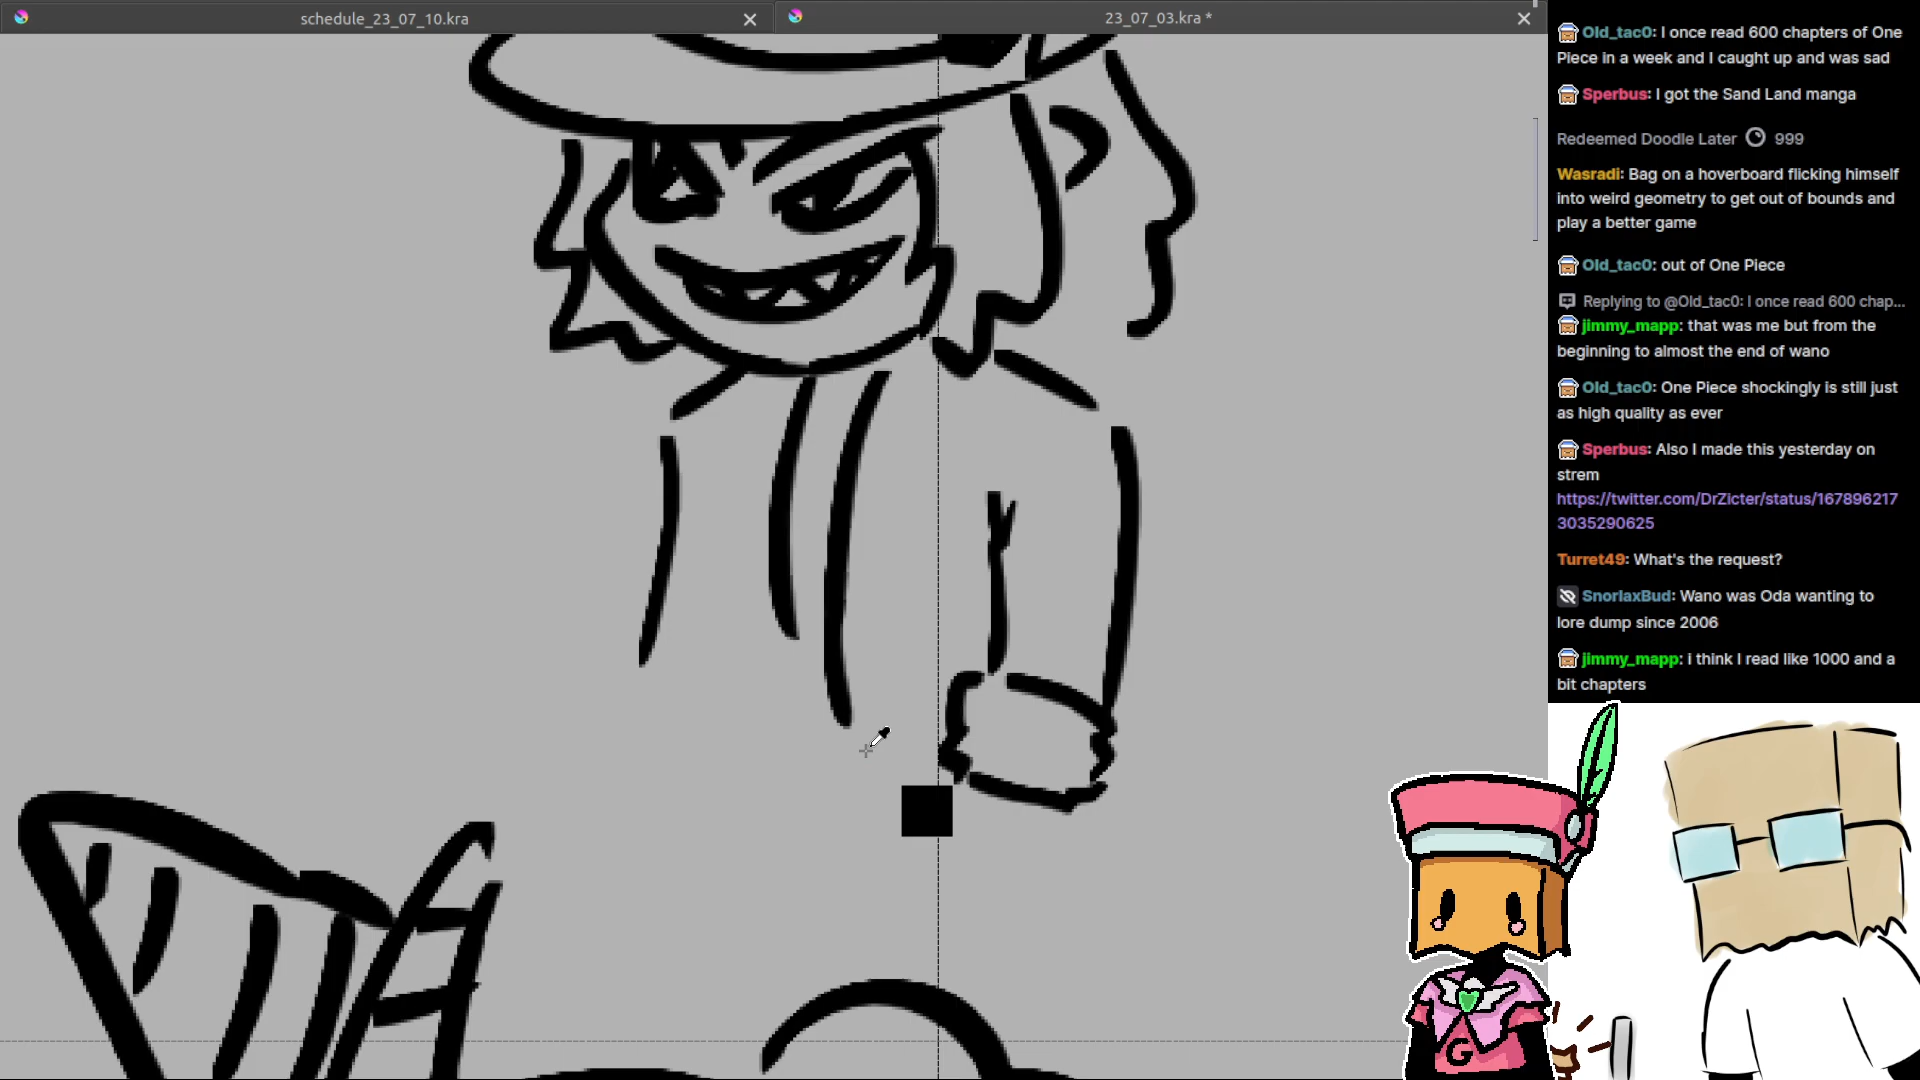 schedule_23_07_10.kra
23_07_03.kra *
Old_tac0: I once read 600 chapters of One
Piece in a week and I caught up and was sad
Sperbus: I got the Sand Land manga
Redeemed Doodle Later 999
Wasradi: Bag on a hoverboard flicking himself
into weird geometry to get out of bounds and
play a better game
Old_tac0: out of One Piece
Replying to @Old_tac0: I once read 600 chap...
jimmy_mapp: that was me but from the
beginning to almost the end of wano
Old_tac0: One Piece shockingly is still just
as high quality as ever
Sperbus: Also I made this yesterday on
strem
https://twitter.com/DrZicter/status/167896217
3035290625
Turret49: What's the request?
SnorlaxBud: Wano was Oda wanting to
lore dump since 2006
jimmy_mapp: i think I read like 1000 and a
bit chapters
G